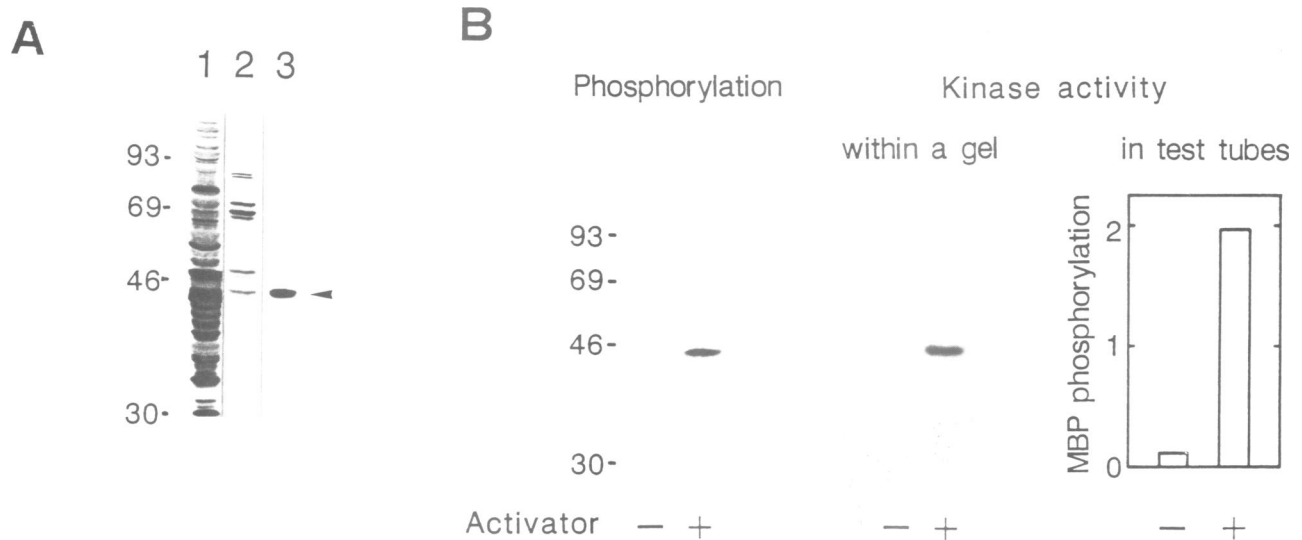 A
1 2 3
93-
69-
46-
30-
B
Phosphorylation
Kinase activity
within a gel
in test tubes
93-
69-
46-
30-
MBP phosphorylation
2
1
0
Activator - + - + - +